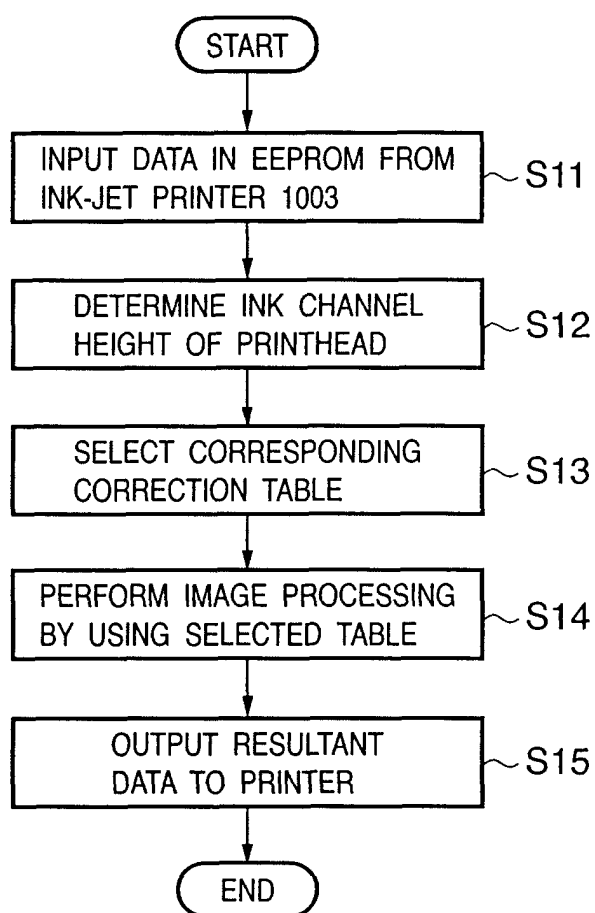 START
INPUT DATA IN EEPROM FROM
INK-JET PRINTER 1003
S11
DETERMINE INK CHANNEL
HEIGHT OF PRINTHEAD
S12
SELECT CORRESPONDING
CORRECTION TABLE
S13
PERFORM IMAGE PROCESSING
BY USING SELECTED TABLE
S14
OUTPUT RESULTANT
DATA TO PRINTER
S15
END